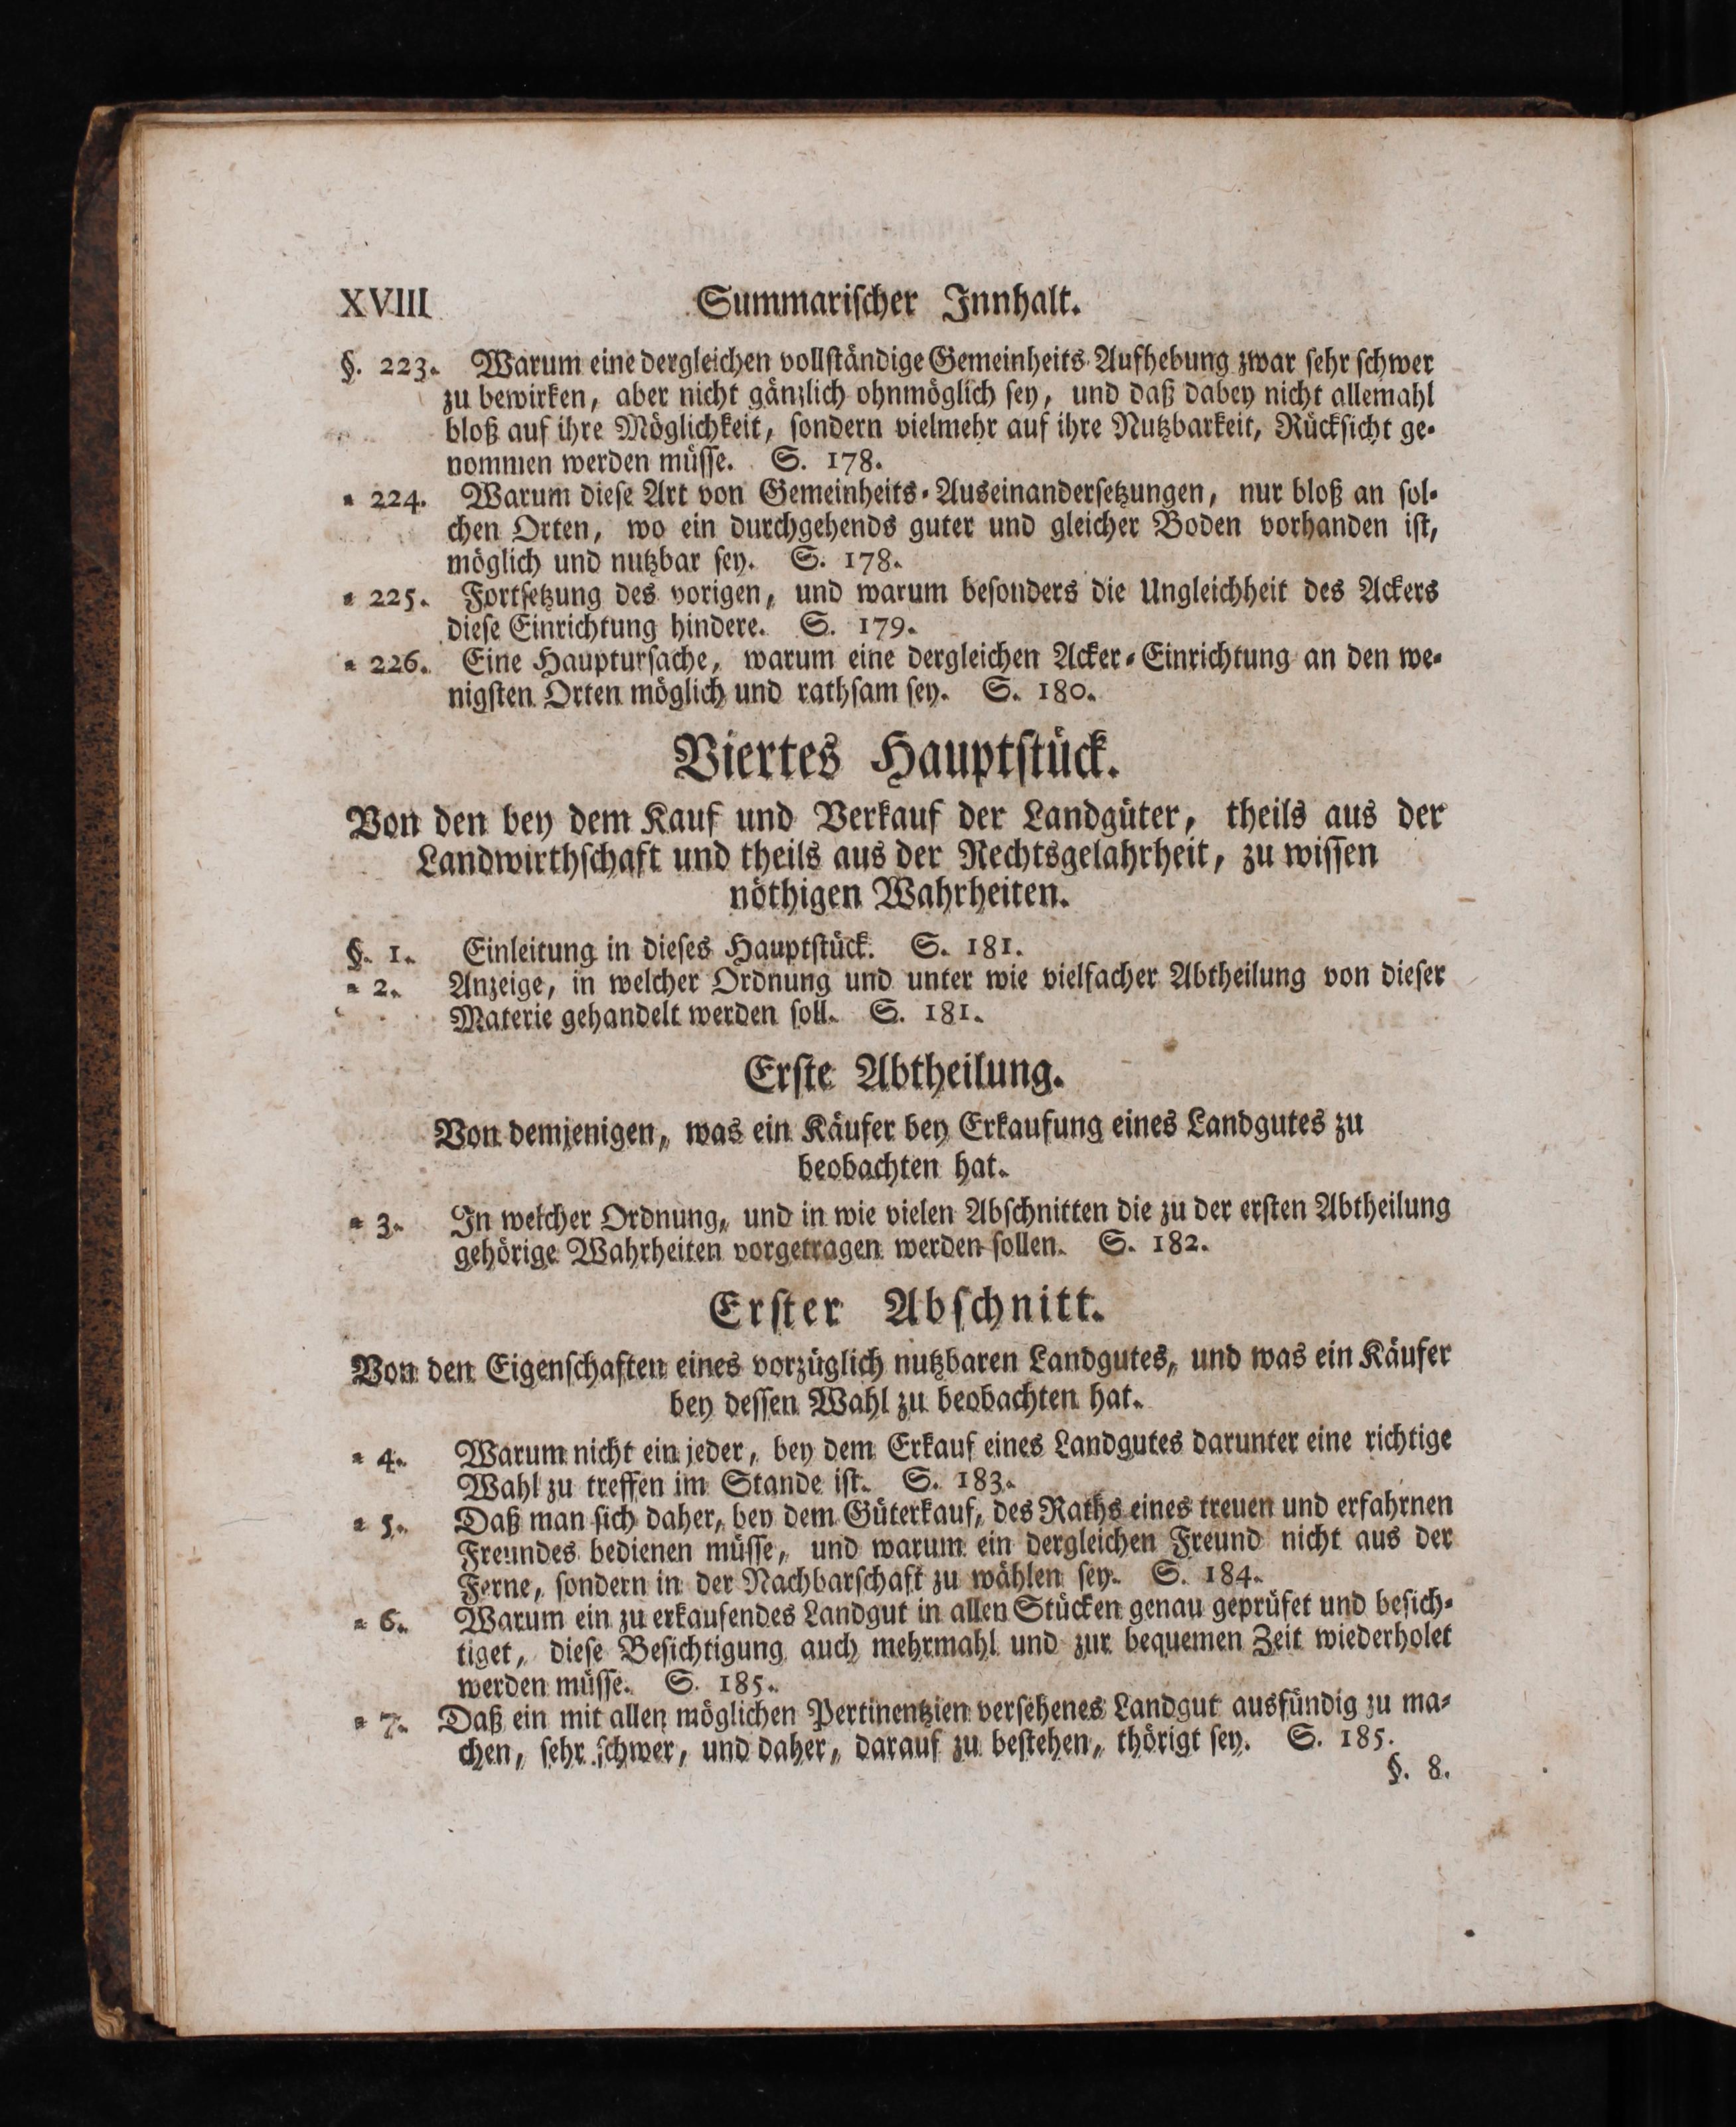 XVIII Summariſcher Innhalt.
§. 223. Warum eine dergleichen vollſtändige Gemeinheits-Aufhebung zwar ſehr ſchwer
zu bewirken, aber nicht gänzlich ohnmöglich ſey, und daß dabey nicht allemahl
bloß auf ihre Möglichkeit, ſondern vielmehr auf ihre Nutzbarkeit, Rückſicht ge-
nommen werden müſſe. S. 178.
= 224. Warum dieſe Art von Gemeinheits-Auseinanderſetzungen, nur bloß an ſol-
chen Orten, wo ein durchgehends guter und gleicher Boden vorhanden iſt,
möglich und nutzbar ſey. S. 178.
= 225. Fortſetzung des vorigen, und warum beſonders die Ungleichheit des Ackers
dieſe Einrichtung hindere. S. 179.
= 226. Eine Haupturſache, warum eine dergleichen Acker-Einrichtung an den we-
nigſten Orten möglich und rathſam ſey. S. 180.
Viertes Hauptſtück.
Von den bey dem Kauf und Verkauf der Landgüter, theils aus der
Landwirthſchaft und theils aus der Rechtsgelahrheit, zu wiſſen
nöthigen Wahrheiten.
§. 1. Einleitung in dieſes Hauptſtück. S. 181.
= 2. Anzeige, in welcher Ordnung und unter wie vielfacher Abtheilung von dieſer
Materie gehandelt werden ſoll. S. 181.
Erſte Abtheilung.
Von demjenigen, was ein Käufer bey Erkaufung eines Landgutes zu
beobachten hat.
= 3. In welcher Ordnung, und in wie vielen Abſchnitten die zu der erſten Abtheilung
gehörige Wahrheiten vorgetragen werden ſollen. S. 182.
Erſter Abſchnitt.
Von den Eigenſchaften eines vorzüglich nutzbaren Landgutes, und was ein Käufer
bey deſſen Wahl zu beobachten hat.
= 4. Warum nicht ein jeder, bey dem Erkauf eines Landgutes darunter eine richtige
Wahl zu treffen im Stande iſt. S. 183.
= 5. Daß man ſich daher, bey dem Güterkauf, des Raths eines treuen und erfahrnen
Freundes bedienen müſſe, und warum ein dergleichen Freund nicht aus der
Ferne, ſondern in der Nachbarſchaft zu wählen ſey. S. 184.
= 6. Warum ein zu erkaufendes Landgut in allen Stücken genau geprüfet und beſich-
tiget, dieſe Beſichtigung auch mehrmahl und zur bequemen Zeit wiederholet
werden müſſe. S. 185.
= 7. Daß ein mit allen möglichen Pertinentzien verſehenes Landgut ausfündig zu ma-
chen, ſehr ſchwer, und daher, darauf zu beſtehen, thörigt ſey. S. 185.
§. 8.